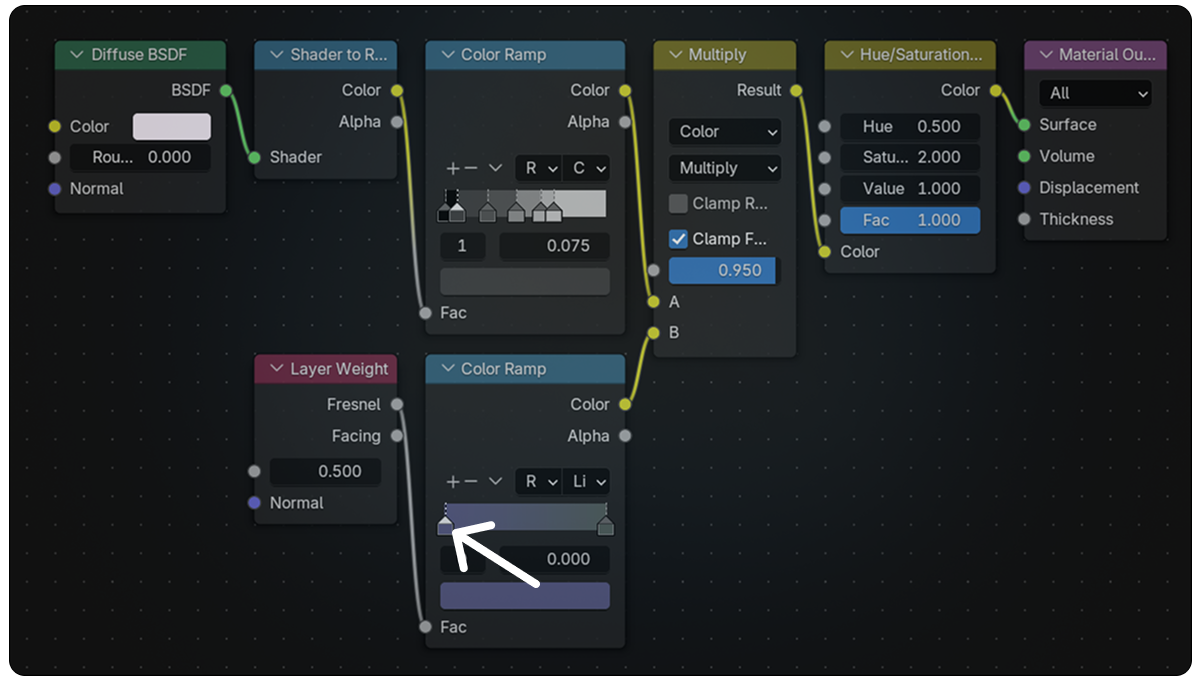 Diffuse BSDF
BSDF
Color
Rou... 0.000
Normal
Shader to R...
Color
Alpha
Shader
Color Ramp
Color
Alpha
R
C
1
0.075
Fac
Multiply
Result
Color
Multiply
Clamp R...
Clamp F...
0.950
A
B
Hue/Saturation...
Color
Hue 0.500
Satu... 2.000
Value 1.000
Fac 1.000
Color
Material Ou...
All
Surface
Volume
Displacement
Thickness
Layer Weight
Fresnel
Facing
0.500
Normal
Color Ramp
Color
Alpha
R
Li
0.000
Fac